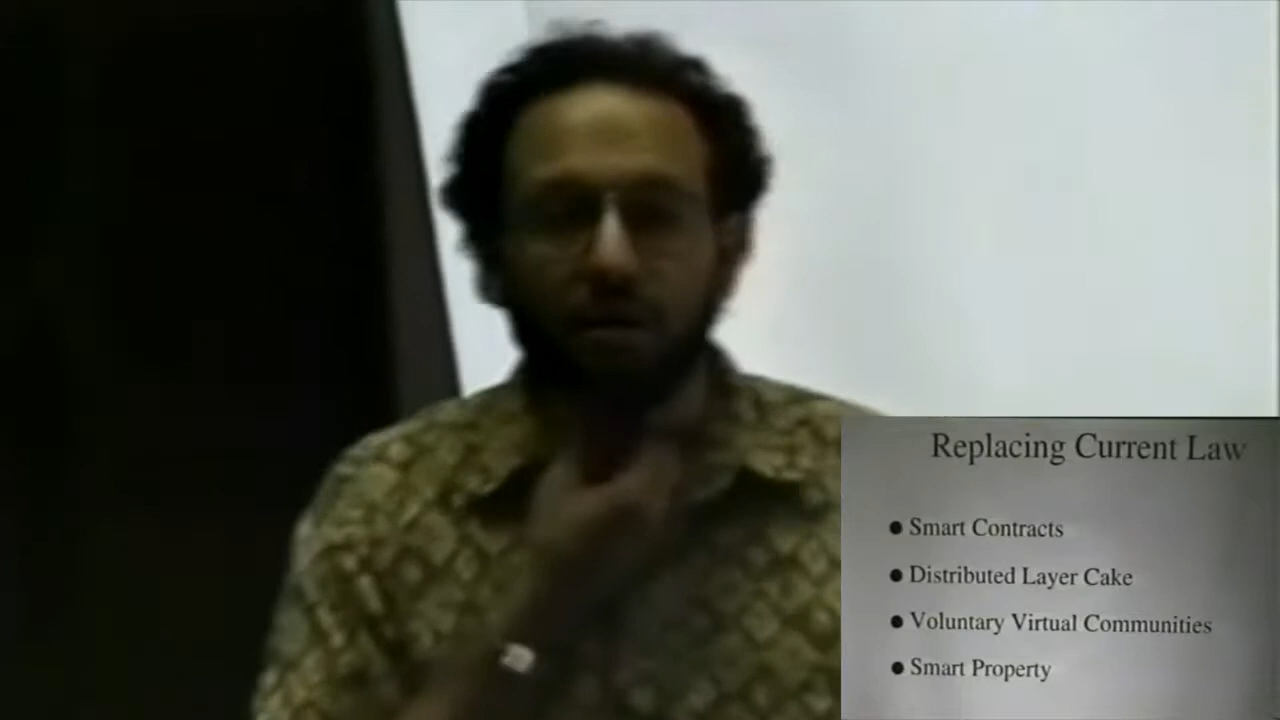 Replacing Current Law
● Smart Contracts
● Distributed Layer Cake
● Voluntary Virtual Communities
● Smart Property